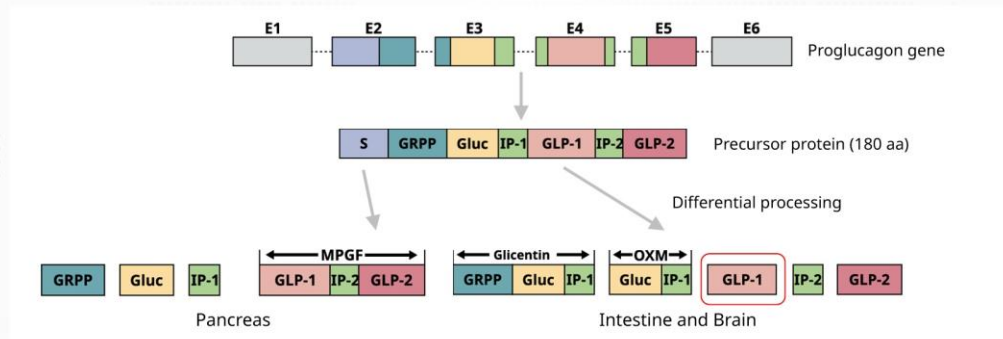 E1 E2 E3 E4 E5 E6
Proglucagon gene
S GRPP Gluc IP-1 GLP-1 IP-2 GLP-2
Precursor protein (180 aa)
Differential processing
MPGF Glicentin OXM
GRPP Gluc IP-1 GLP-1 IP-2 GLP-2 GRPP Gluc IP-1 Gluc IP-1 GLP-1 IP-2 GLP-2
Pancreas Intestine and Brain